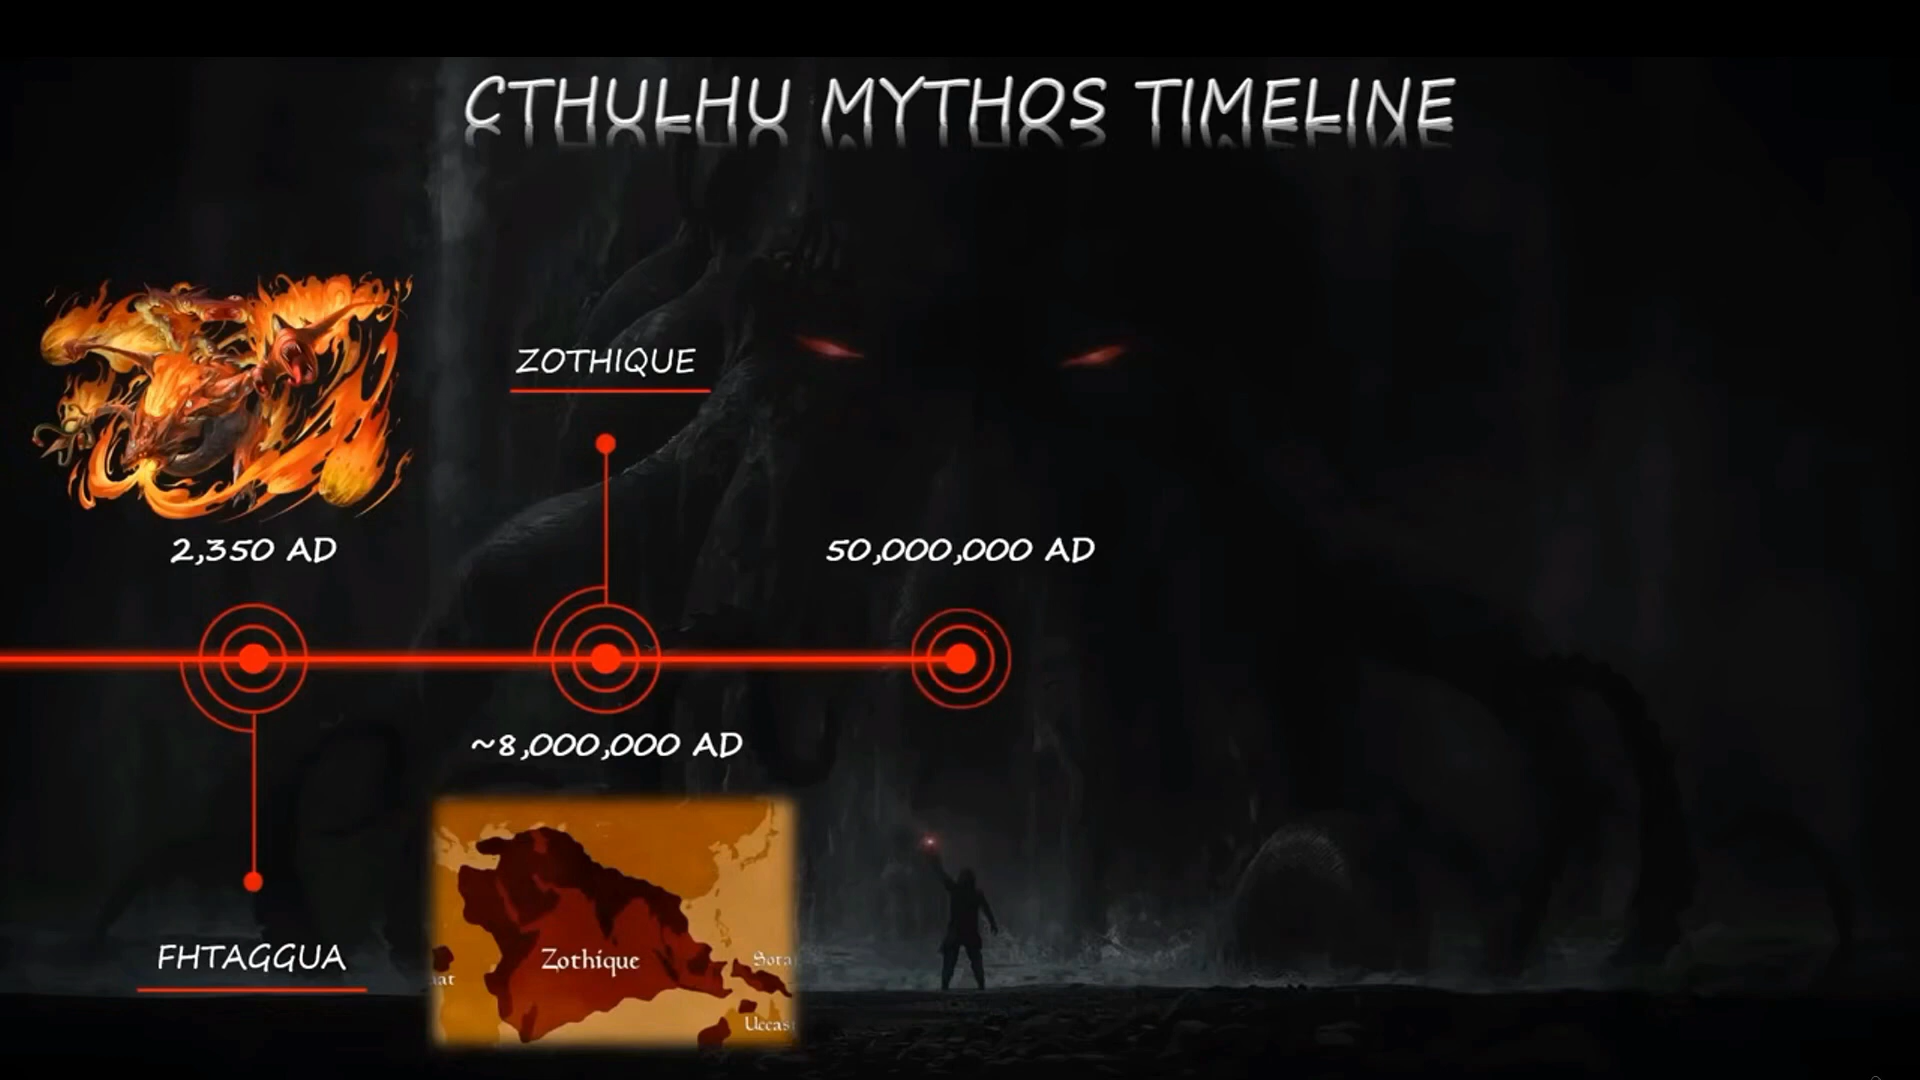 CTHULHU MYTHOS TIMELINE
ZOTHIQUE
2,350 AD
50,000,000 AD
~8,000,000 AD
FHTAGGUA
Zothique